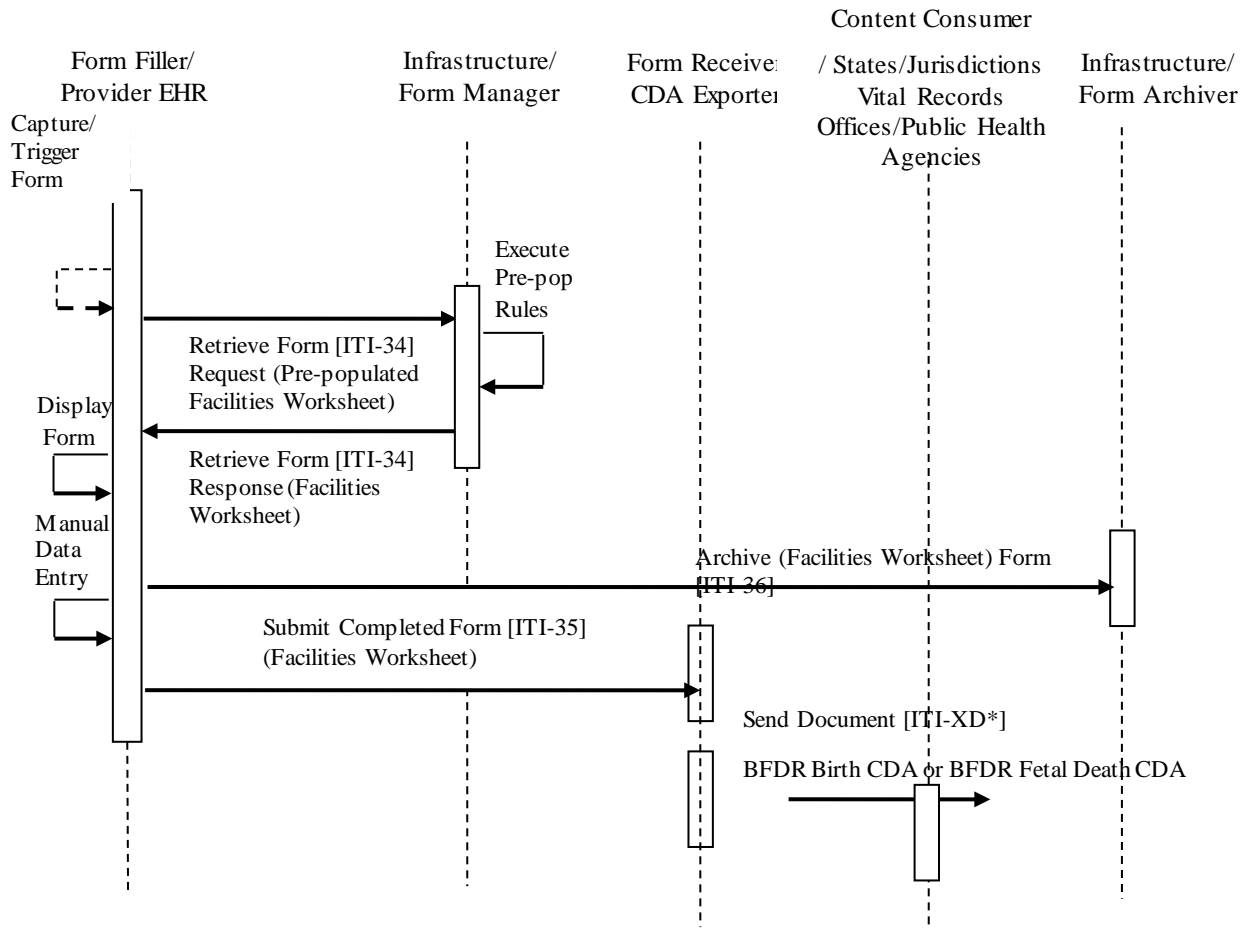 Content Consumer
Form Filler/
Provider EHR
Infrastructure/
Form Manager
Form Receiver
CDA Exporter
/ States/Jurisdictions
Vital Records
Offices/Public Health
Agencies
Infrastructure/
Form Archiver
Capture/
Trigger
Form
Execute
Pre-pop
Rules
Retrieve Form [ITI-34]
Request (Pre-populated
Facilities Worksheet)
Display
Form
Retrieve Form [ITI-34]
Response (Facilities
Worksheet)
Manual
Data
Entry
Archive (Facilities Worksheet) Form
[ITI-36]
Submit Completed Form [ITI-35]
(Facilities Worksheet)
Send Document [ITI-XD*]
BFDR Birth CDA or BFDR Fetal Death CDA